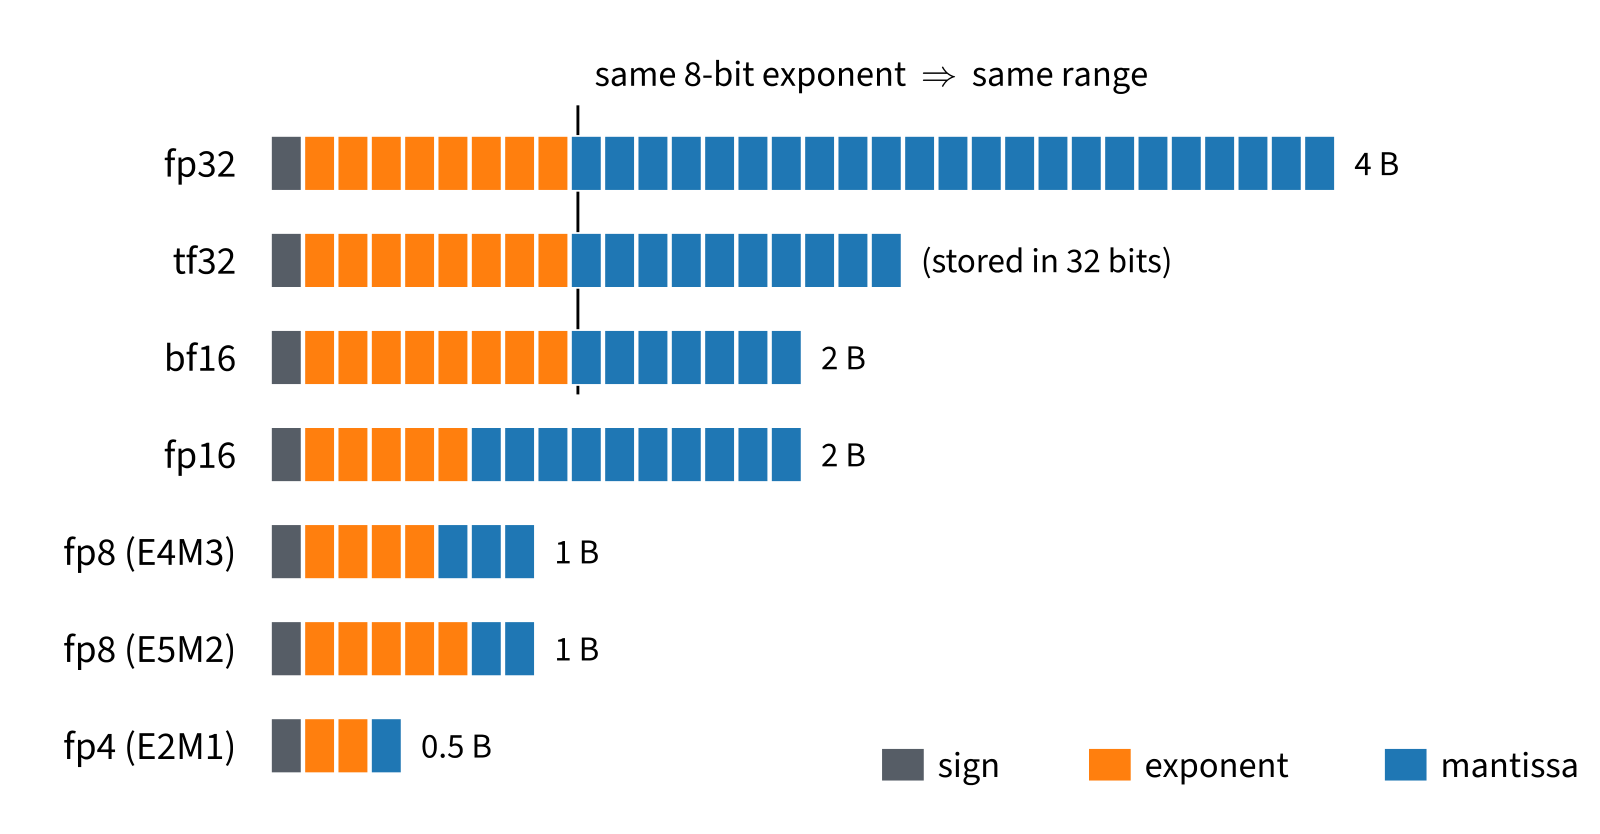 same 8-bit exponent ⇒ same range
fp32 4 B
tf32 (stored in 32 bits)
bf16 2 B
fp16 2 B
fp8 (E4M3) 1 B
fp8 (E5M2) 1 B
fp4 (E2M1) 0.5 B
sign exponent mantissa